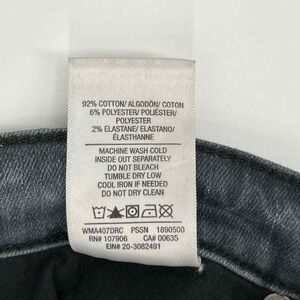 92% COTTON/ ALGODÓN/ COTON
6% POLYESTER/ POLIÉSTER/
POLYESTER
2% ELASTANE/ ELASTANO/
ÉLASTHANNE
MACHINE WASH COLD
INSIDE OUT SEPARATELY
DO NOT BLEACH
TUMBLE DRY LOW
COOL IRON IF NEEDED
DO NOT DRY CLEAN
WMA407DRC PSSN 1890500
RN# 107906 CA# 00635
EIN# 20-3082491